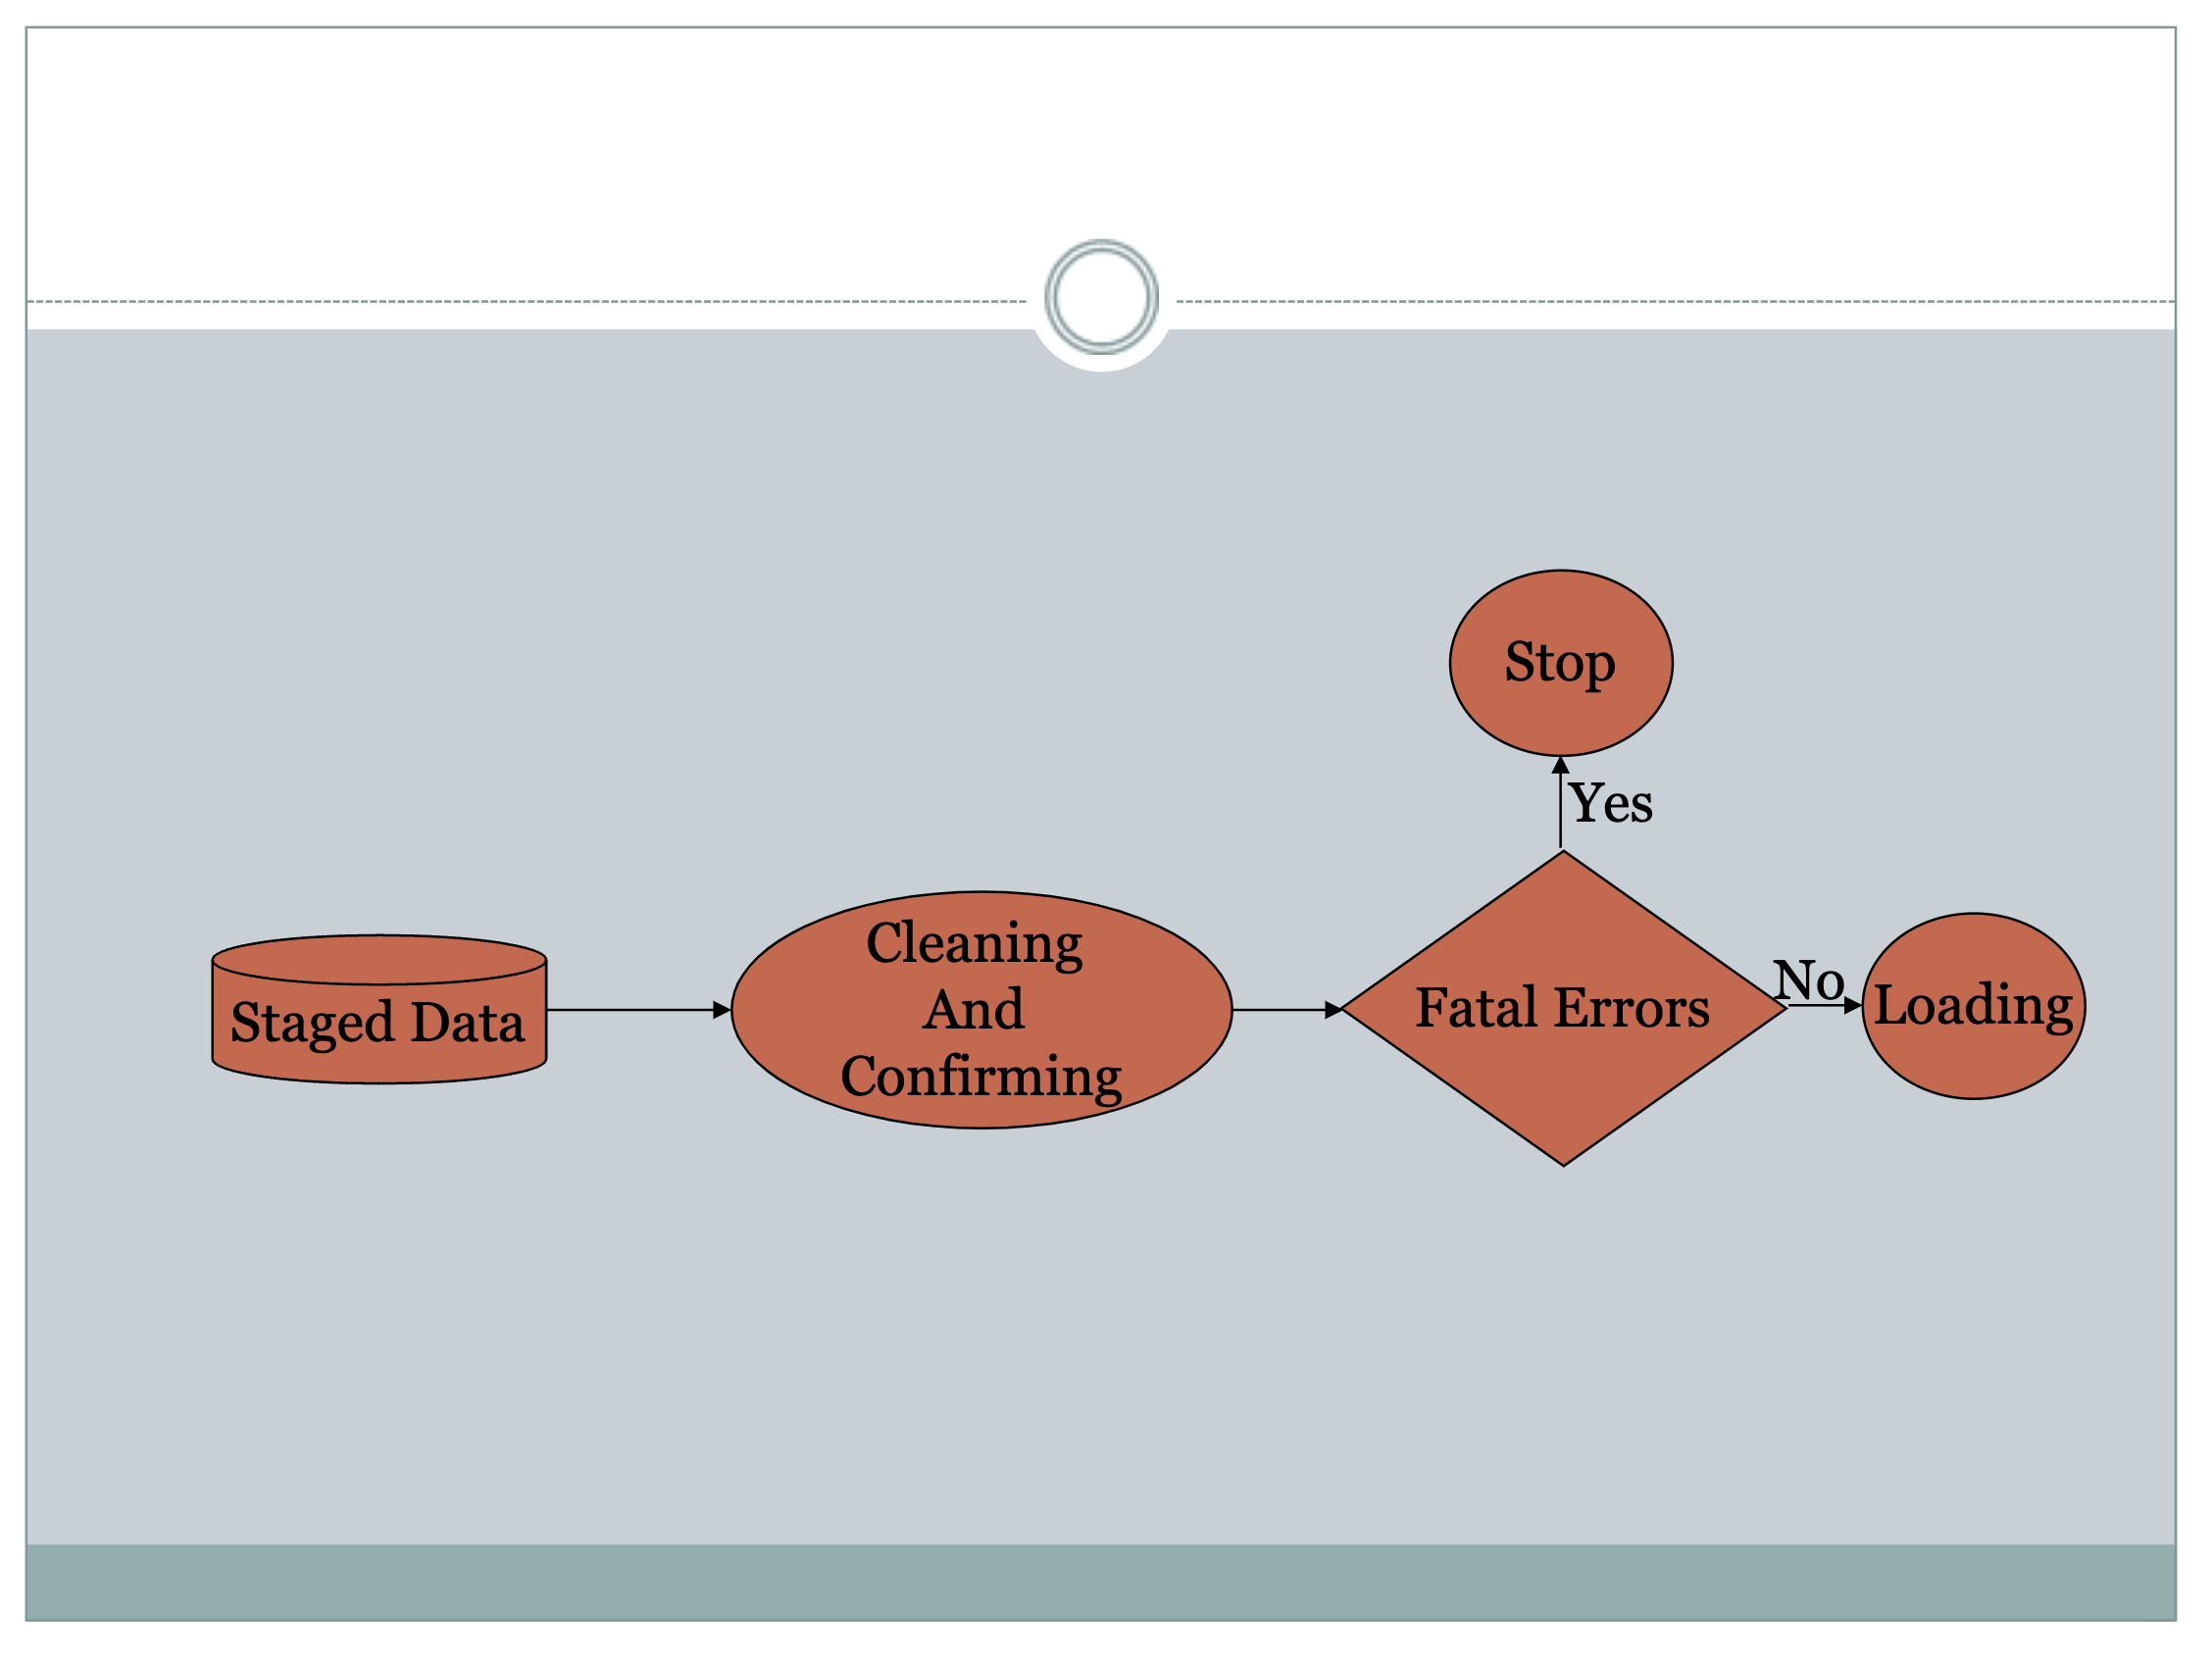 Stop
Yes
Staged Data
Cleaning
And
Confirming
Fatal Errors
No
Loading